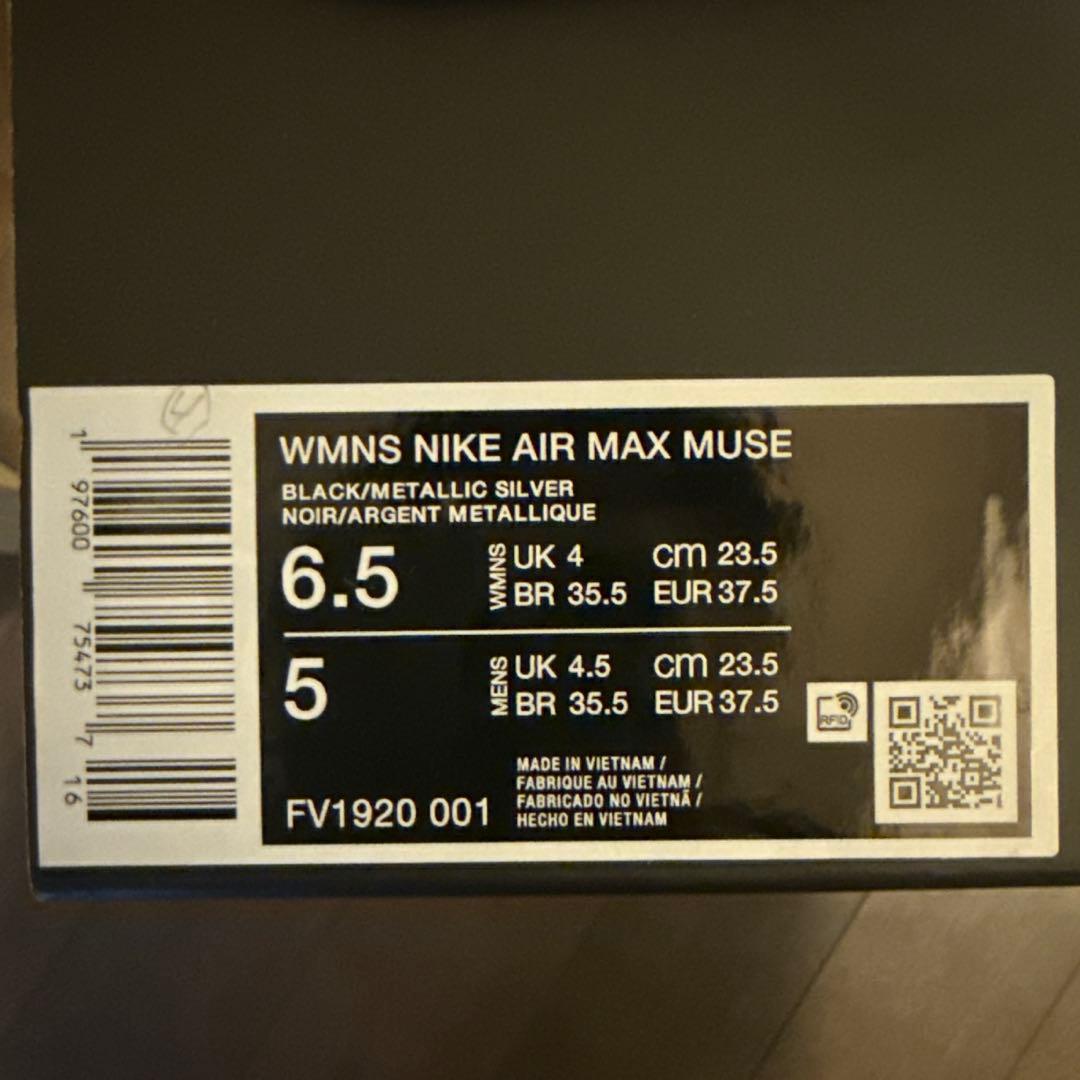 WMNS NIKE AIR MAX MUSE
BLACK/METALLIC SILVER
NOIR/ARGENT METALLIQUE
6.5 WMNS UK 4 cm 23.5
BR 35.5 EUR 37.5
5 MENS UK 4.5 cm 23.5
BR 35.5 EUR 37.5
RFID
FV1920 001
MADE IN VIETNAM /
FABRIQUE AU VIETNAM /
FABRICADO NO VIETNÃ /
HECHO EN VIETNAM
1 97600 75473 7 16